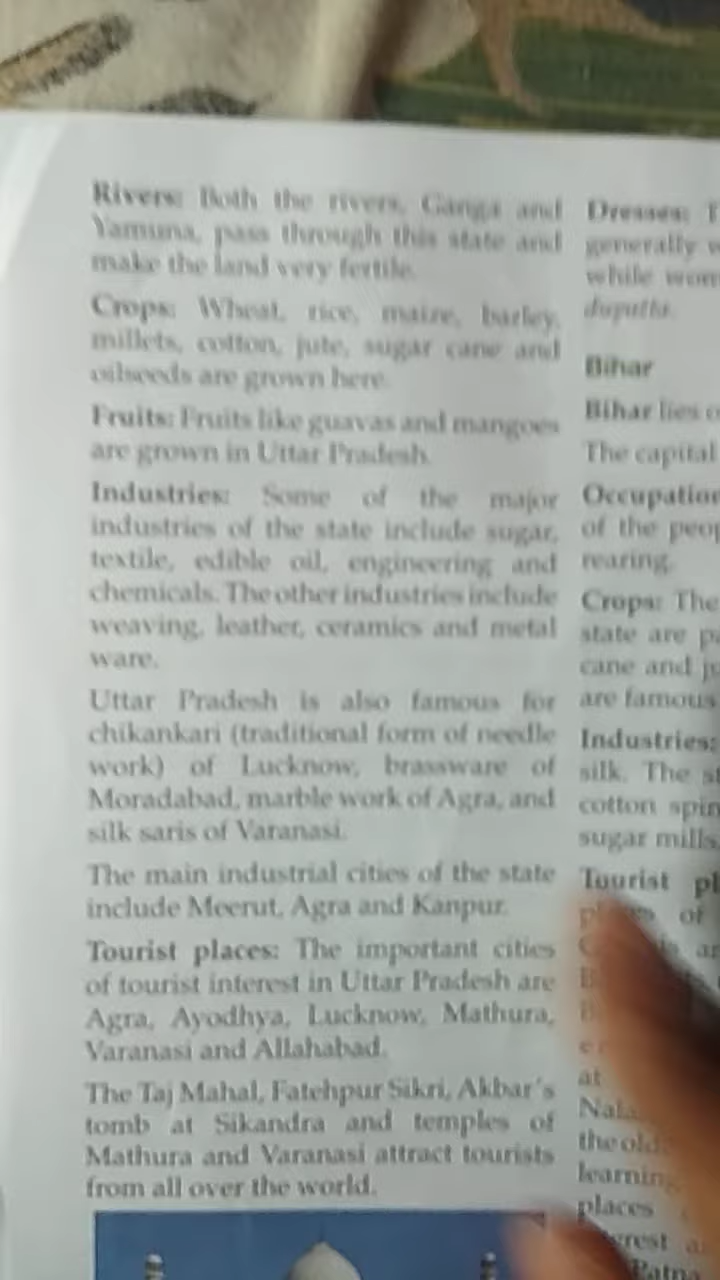 Rivers: Both the rivers, Ganga and
Yamuna, pass through this state and
make the land very fertile.
Crops: Wheat, rice, maize, barley,
millets, cotton, jute, sugar cane and
oilseeds are grown here.
Fruits: Fruits like guavas and mangoes
are grown in Uttar Pradesh.
Industries: Some of the major
industries of the state include sugar,
textile, edible oil, engineering and
chemicals. The other industries include
weaving, leather, ceramics and metal
ware.
Uttar Pradesh is also famous for
chikankari (traditional form of needle
work) of Lucknow, brassware of
Moradabad, marble work of Agra, and
silk saris of Varanasi.
The main industrial cities of the state
include Meerut, Agra and Kanpur.
Tourist places: The important cities
of tourist interest in Uttar Pradesh are
Agra, Ayodhya, Lucknow, Mathura,
Varanasi and Allahabad.
The Taj Mahal, Fatehpur Sikri, Akbar's
tomb at Sikandra and temples of
Mathura and Varanasi attract tourists
from all over the world.
Dresses:
generally
while
dupatta.
Bihar
Bihar lies
The capital
of the
rearing.
Crops: The
state are
cane and
are famous
Industries:
silk. The
cotton
sugar mills.
Tourist
of
at
the
learning
places
Patna